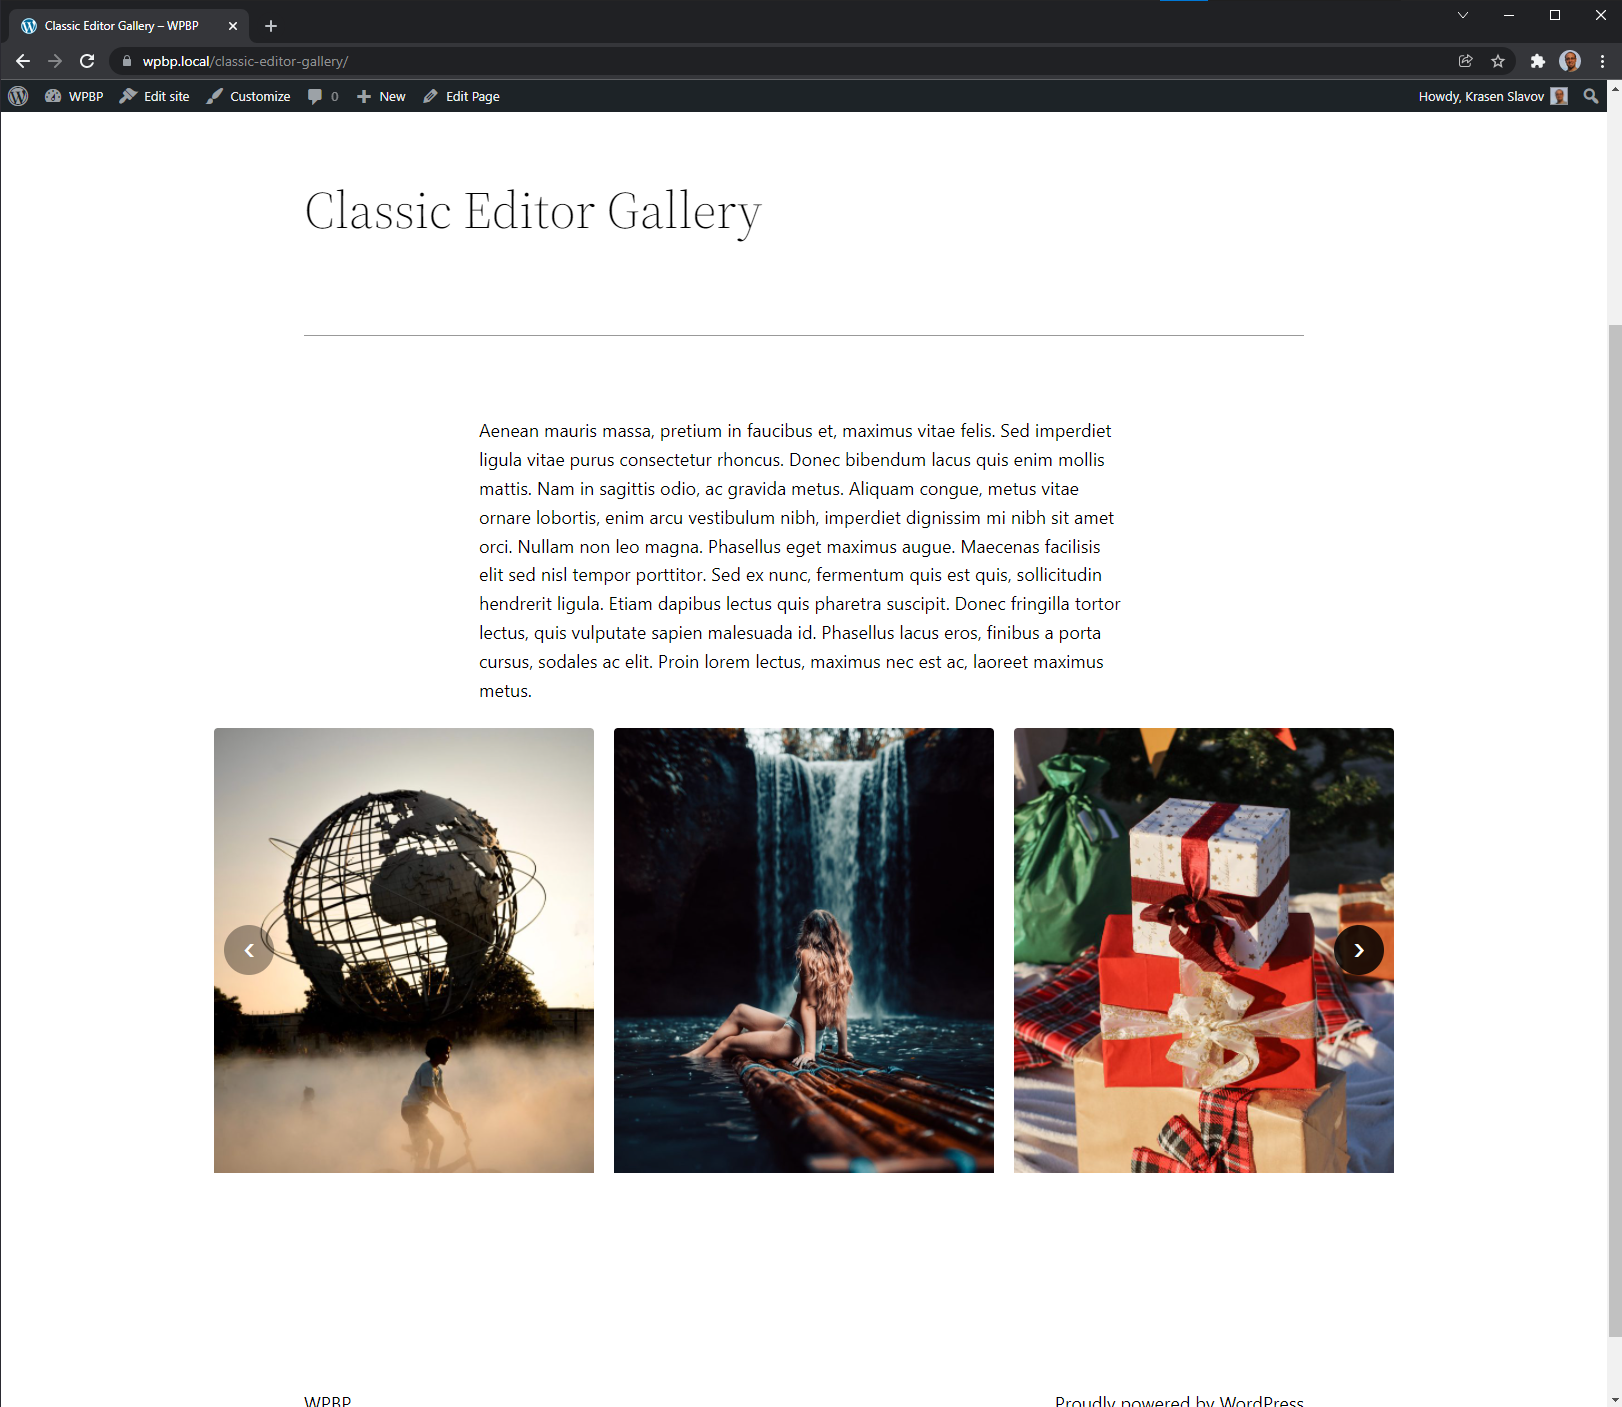 Classic Editor Gallery – WPBP
wpbp.local/classic-editor-gallery/
WPBP Edit site Customize 0 New Edit Page Howdy, Krasen Slavov
Classic Editor Gallery
Aenean mauris massa, pretium in faucibus et, maximus vitae felis. Sed imperdiet
ligula vitae purus consectetur rhoncus. Donec bibendum lacus quis enim mollis
mattis. Nam in sagittis odio, ac gravida metus. Aliquam congue, metus vitae
ornare lobortis, enim arcu vestibulum nibh, imperdiet dignissim mi nibh sit amet
orci. Nullam non leo magna. Phasellus eget maximus augue. Maecenas facilisis
elit sed nisl tempor porttitor. Sed ex nunc, fermentum quis est quis, sollicitudin
hendrerit ligula. Etiam dapibus lectus quis pharetra suscipit. Donec fringilla tortor
lectus, quis vulputate sapien malesuada id. Phasellus lacus eros, finibus a porta
cursus, sodales ac elit. Proin lorem lectus, maximus nec est ac, laoreet maximus
metus.
WPBP Proudly powered by WordPress